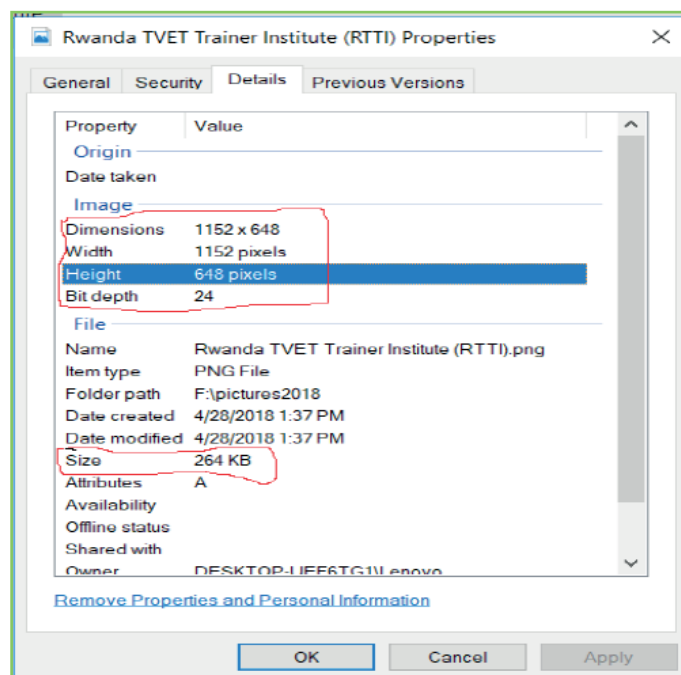 Rwanda TVET Trainer Institute (RTTI) Properties
General Security Details Previous Versions
Property Value
Origin
Date taken
Image
Dimensions 1152 x 648
Width 1152 pixels
Height 648 pixels
Bit depth 24
File
Name Rwanda TVET Trainer Institute (RTTI).png
Item type PNG File
Folder path F:\pictures2018
Date created 4/28/2018 1:37 PM
Date modified 4/28/2018 1:37 PM
Size 264 KB
Attributes A
Availability
Offline status
Shared with
Owner
Remove Properties and Personal Information
OK Cancel Apply